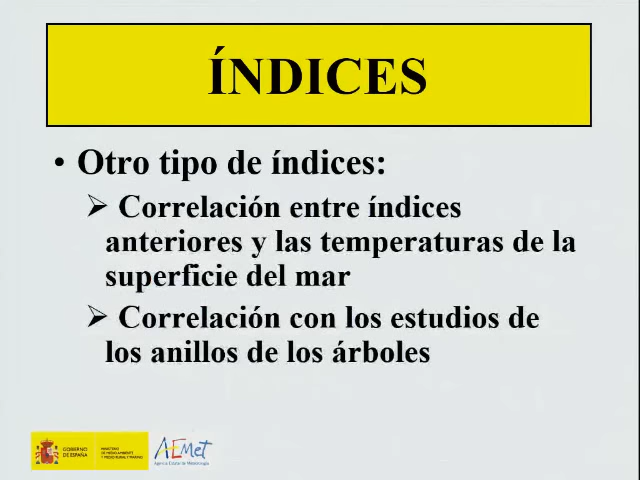 ÍNDICES
• Otro tipo de índices:
➢ Correlación entre índices
anteriores y las temperaturas de la
superficie del mar
➢ Correlación con los estudios de
los anillos de los árboles
GOBIERNO
DE ESPAÑA
MINISTERIO
DE MEDIO AMBIENTE
Y MEDIO RURAL Y MARINO
AEMet
Agencia Estatal de Meteorología